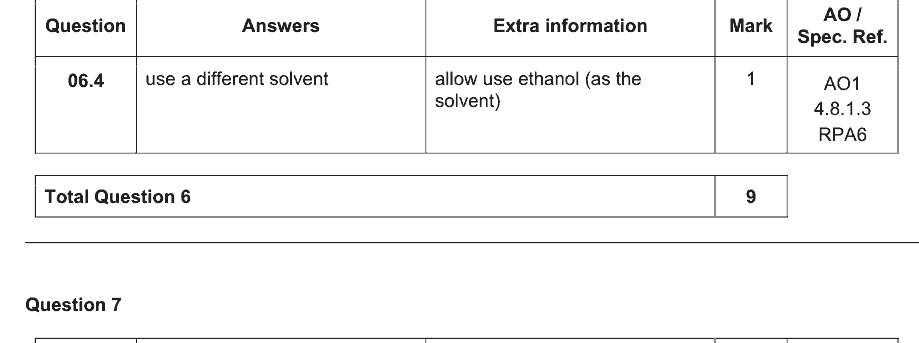 Question Answers Extra information Mark AO /
Spec. Ref.
06.4 use a different solvent allow use ethanol (as the 1 AO1
solvent) 4.8.1.3
RPA6
Total Question 6 9
Question 7